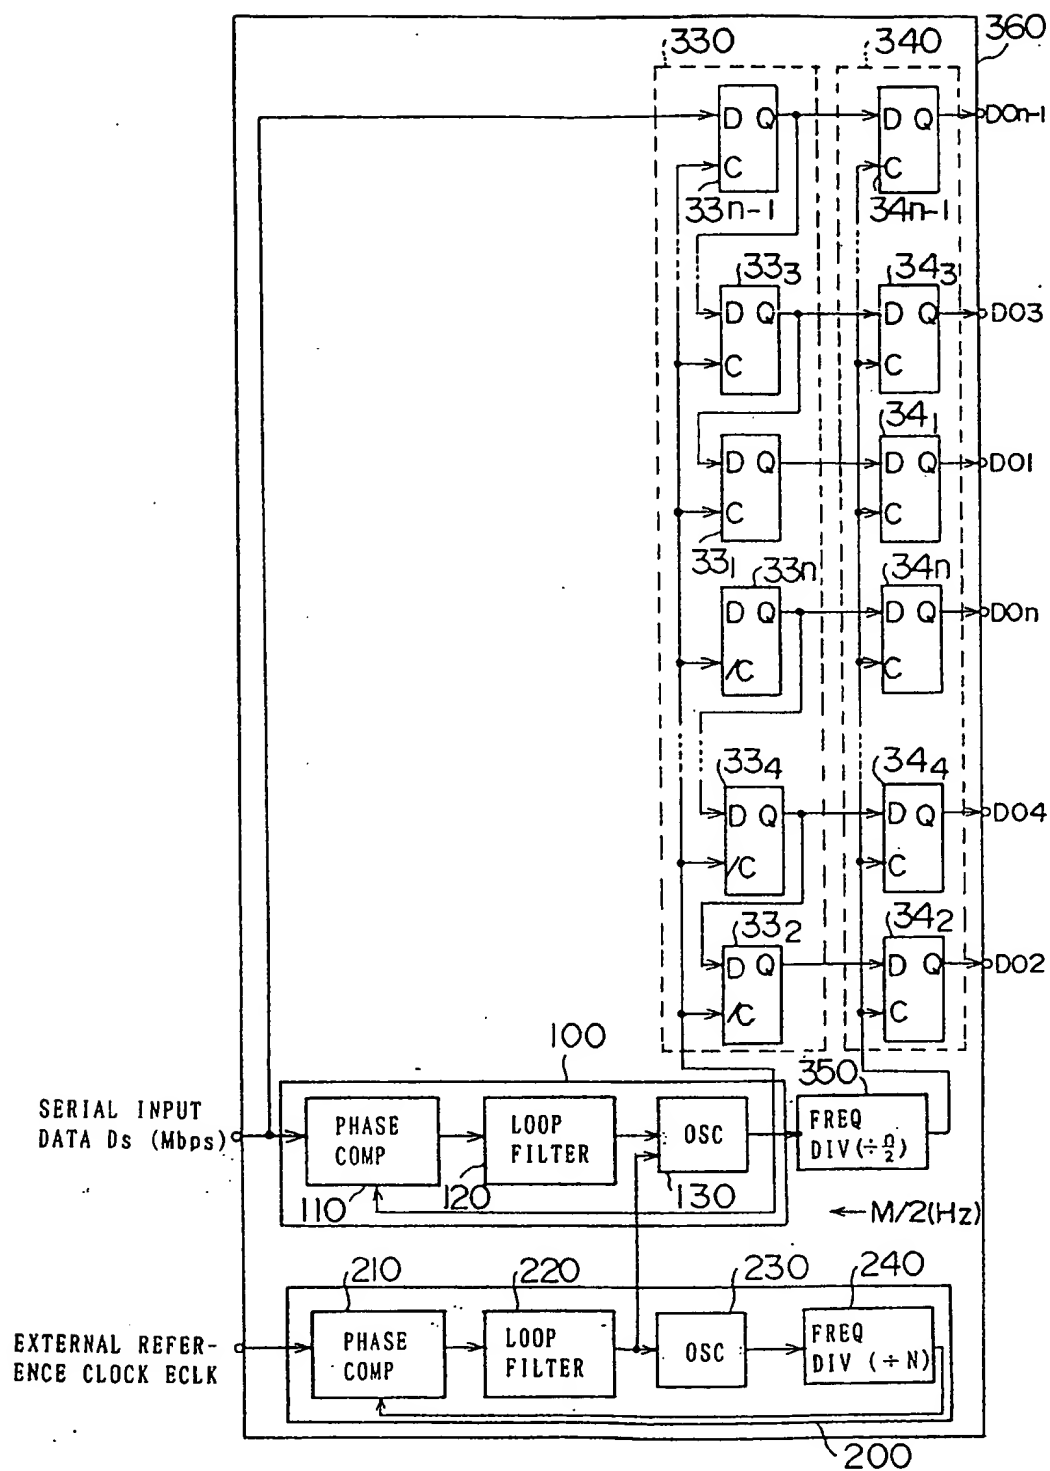 360
330
340
D Q
C
33n-1
D Q
C
34n-1
DOn-1
33₃
D Q
C
34₃
D Q
C
DO3
D Q
C
33₁
34₁
D Q
C
DO1
33n
D Q
/C
34n
D Q
C
DOn
33₄
D Q
/C
34₄
D Q
C
DO4
33₂
D Q
/C
34₂
D Q
C
DO2
100
350
SERIAL INPUT
DATA Ds (Mbps)
PHASE
COMP
110
LOOP
FILTER
120
OSC
130
FREQ
DIV (÷n/2)
M/2(Hz)
210
220
230
240
EXTERNAL REFER-
ENCE CLOCK ECLK
PHASE
COMP
LOOP
FILTER
OSC
FREQ
DIV (÷N)
200